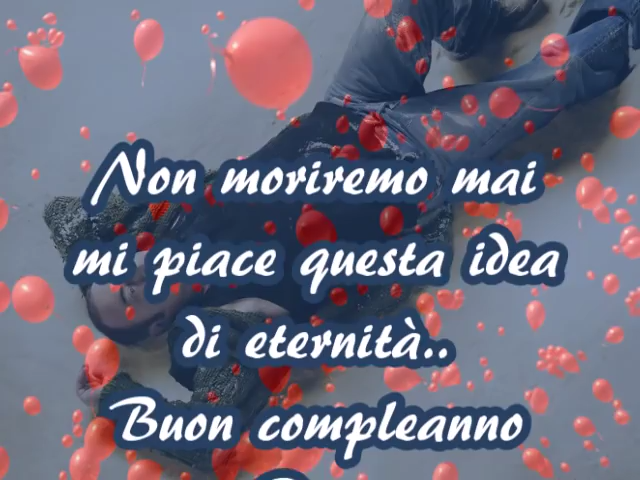 Non moriremo mai
mi piace questa idea
di eternità..
Buon compleanno